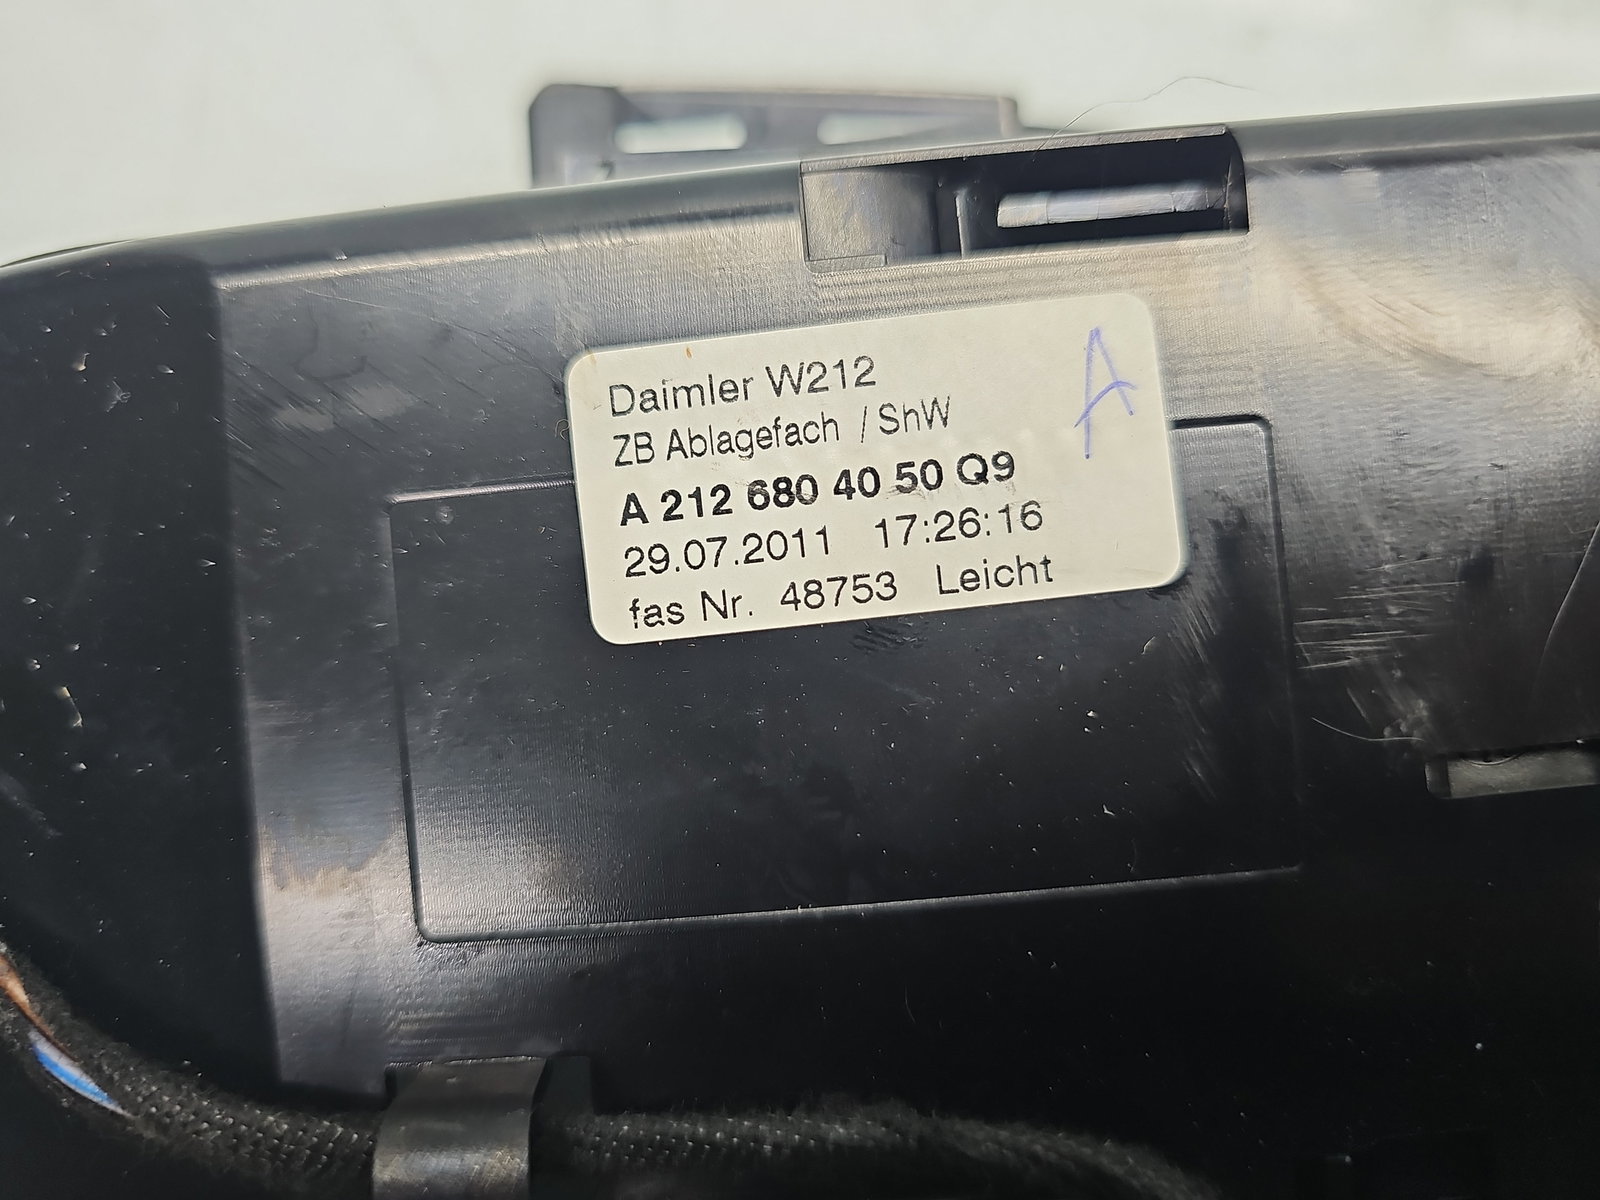 Daimler W212
ZB Ablagefach / ShW
A 212 680 40 50 Q9
29.07.2011 17:26:16
fas Nr. 48753 Leicht
A